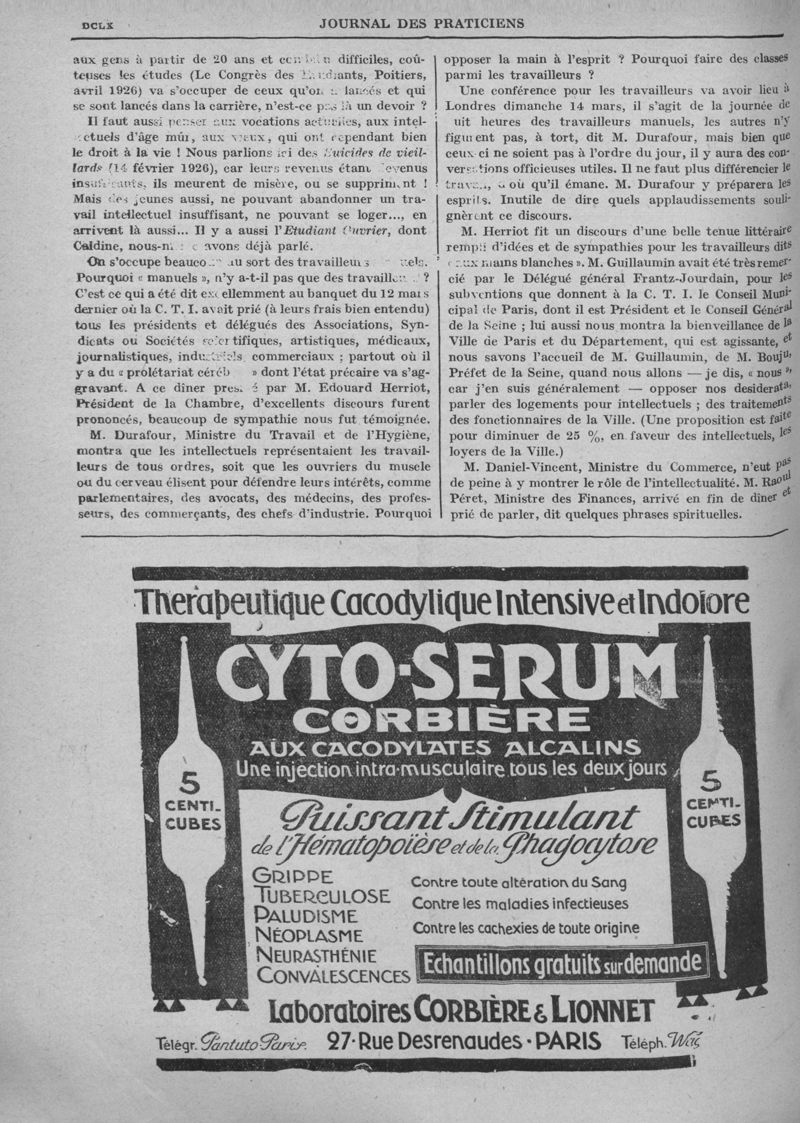 DCLX
JOURNAL DES PRATICIENS
aux gens à partir de 20 ans et combien difficiles, coû-
teuses les études (Le Congrès des Etudiants, Poitiers,
avril 1926) va s'occuper de ceux qu'on a lancés et qui
se sont lancés dans la carrière, n'est-ce pas là un devoir ?
Il faut aussi penser aux vocations actuelles, aux intel-
lectuels d'âge mûr, aux vieux, qui ont cependant bien
le droit à la vie ! Nous parlions ici des Suicides de vieil-
lards (14 février 1926), car leurs revenus étant devenus
insuffisants, ils meurent de misère, ou se suppriment !
Mais des jeunes aussi, ne pouvant abandonner un tra-
vail intellectuel insuffisant, ne pouvant se loger..., en
arrivent là aussi... Il y a aussi l'Etudiant Ouvrier, dont
Caldine, nous-m avons déjà parlé.
On s'occupe beaucoup au sort des travailleurs manuels.
Pourquoi « manuels », n'y a-t-il pas que des travailleurs ?
C'est ce qui a été dit excellemment au banquet du 12 mars
dernier où la C. T. I. avait prié (à leurs frais bien entendu)
tous les présidents et délégués des Associations, Syn-
dicats ou Sociétés scientifiques, artistiques, médicaux,
journalistiques, industriels, commerciaux ; partout où il
y a du « prolétariat cérébral » dont l'état précaire va s'ag-
gravant. A ce dîner présidé par M. Edouard Herriot,
Président de la Chambre, d'excellents discours furent
prononcés, beaucoup de sympathie nous fut témoignée.
M. Durafour, Ministre du Travail et de l'Hygiène,
montra que les intellectuels représentaient les travail-
leurs de tous ordres, soit que les ouvriers du muscle
ou du cerveau élisent pour défendre leurs intérêts, comme
parlementaires, des avocats, des médecins, des profes-
seurs, des commerçants, des chefs d'industrie. Pourquoi
opposer la main à l'esprit ? Pourquoi faire des classes
parmi les travailleurs ?
Une conférence pour les travailleurs va avoir lieu à
Londres dimanche 14 mars, il s'agit de la journée de
huit heures des travailleurs manuels, les autres n'y
figurent pas, à tort, dit M. Durafour, mais bien que
ceux-ci ne soient pas à l'ordre du jour, il y aura des con-
versations officieuses utiles. Il ne faut plus différencier le
travail, d'où qu'il émane. M. Durafour y préparera les
esprits. Inutile de dire quels applaudissements souli-
gnèrent ce discours.
M. Herriot fit un discours d'une belle tenue littéraire
rempli d'idées et de sympathies pour les travailleurs dits
« aux mains blanches ». M. Guillaumin avait été très remer-
cié par le Délégué général Frantz-Jourdain, pour les
subventions que donnent à la C. T. I. le Conseil Muni-
cipal de Paris, dont il est Président et le Conseil Général
de la Seine ; lui aussi nous montra la bienveillance de la
Ville de Paris et du Département, qui est agissante, et
nous savons l'accueil de M. Guillaumin, de M. Bouju,
Préfet de la Seine, quand nous allons — je dis, « nous »,
car j'en suis généralement — opposer nos desiderata,
parler des logements pour intellectuels ; des traitements
des fonctionnaires de la Ville. (Une proposition est faite
pour diminuer de 25 %, en faveur des intellectuels, les
loyers de la Ville.)
M. Daniel-Vincent, Ministre du Commerce, n'eut pas
de peine à y montrer le rôle de l'intellectualité. M. Raoul
Péret, Ministre des Finances, arrivé en fin de dîner et
prié de parler, dit quelques phrases spirituelles.
Thérapeutique Cacodylique Intensive et Indolore
CYTO-SERUM
CORBIÈRE
AUX CACODYLATES ALCALINS
Une injection intra-musculaire tous les deux jours
5
CENTI-
CUBES
5
CENTI-
CUBES
Puissant Stimulant
de l'Hématopoïèse et de la Phagocytose
GRIPPE
TUBERCULOSE
PALUDISME
NÉOPLASME
NEURASTHÉNIE
CONVALESCENCES
Contre toute altération du Sang
Contre les maladies infectieuses
Contre les cachexies de toute origine
Echantillons gratuits sur demande
Laboratoires CORBIÈRE & LIONNET
Télégr. Pantuto Paris. 27·Rue Desrenaudes·PARIS Téléph. Wag